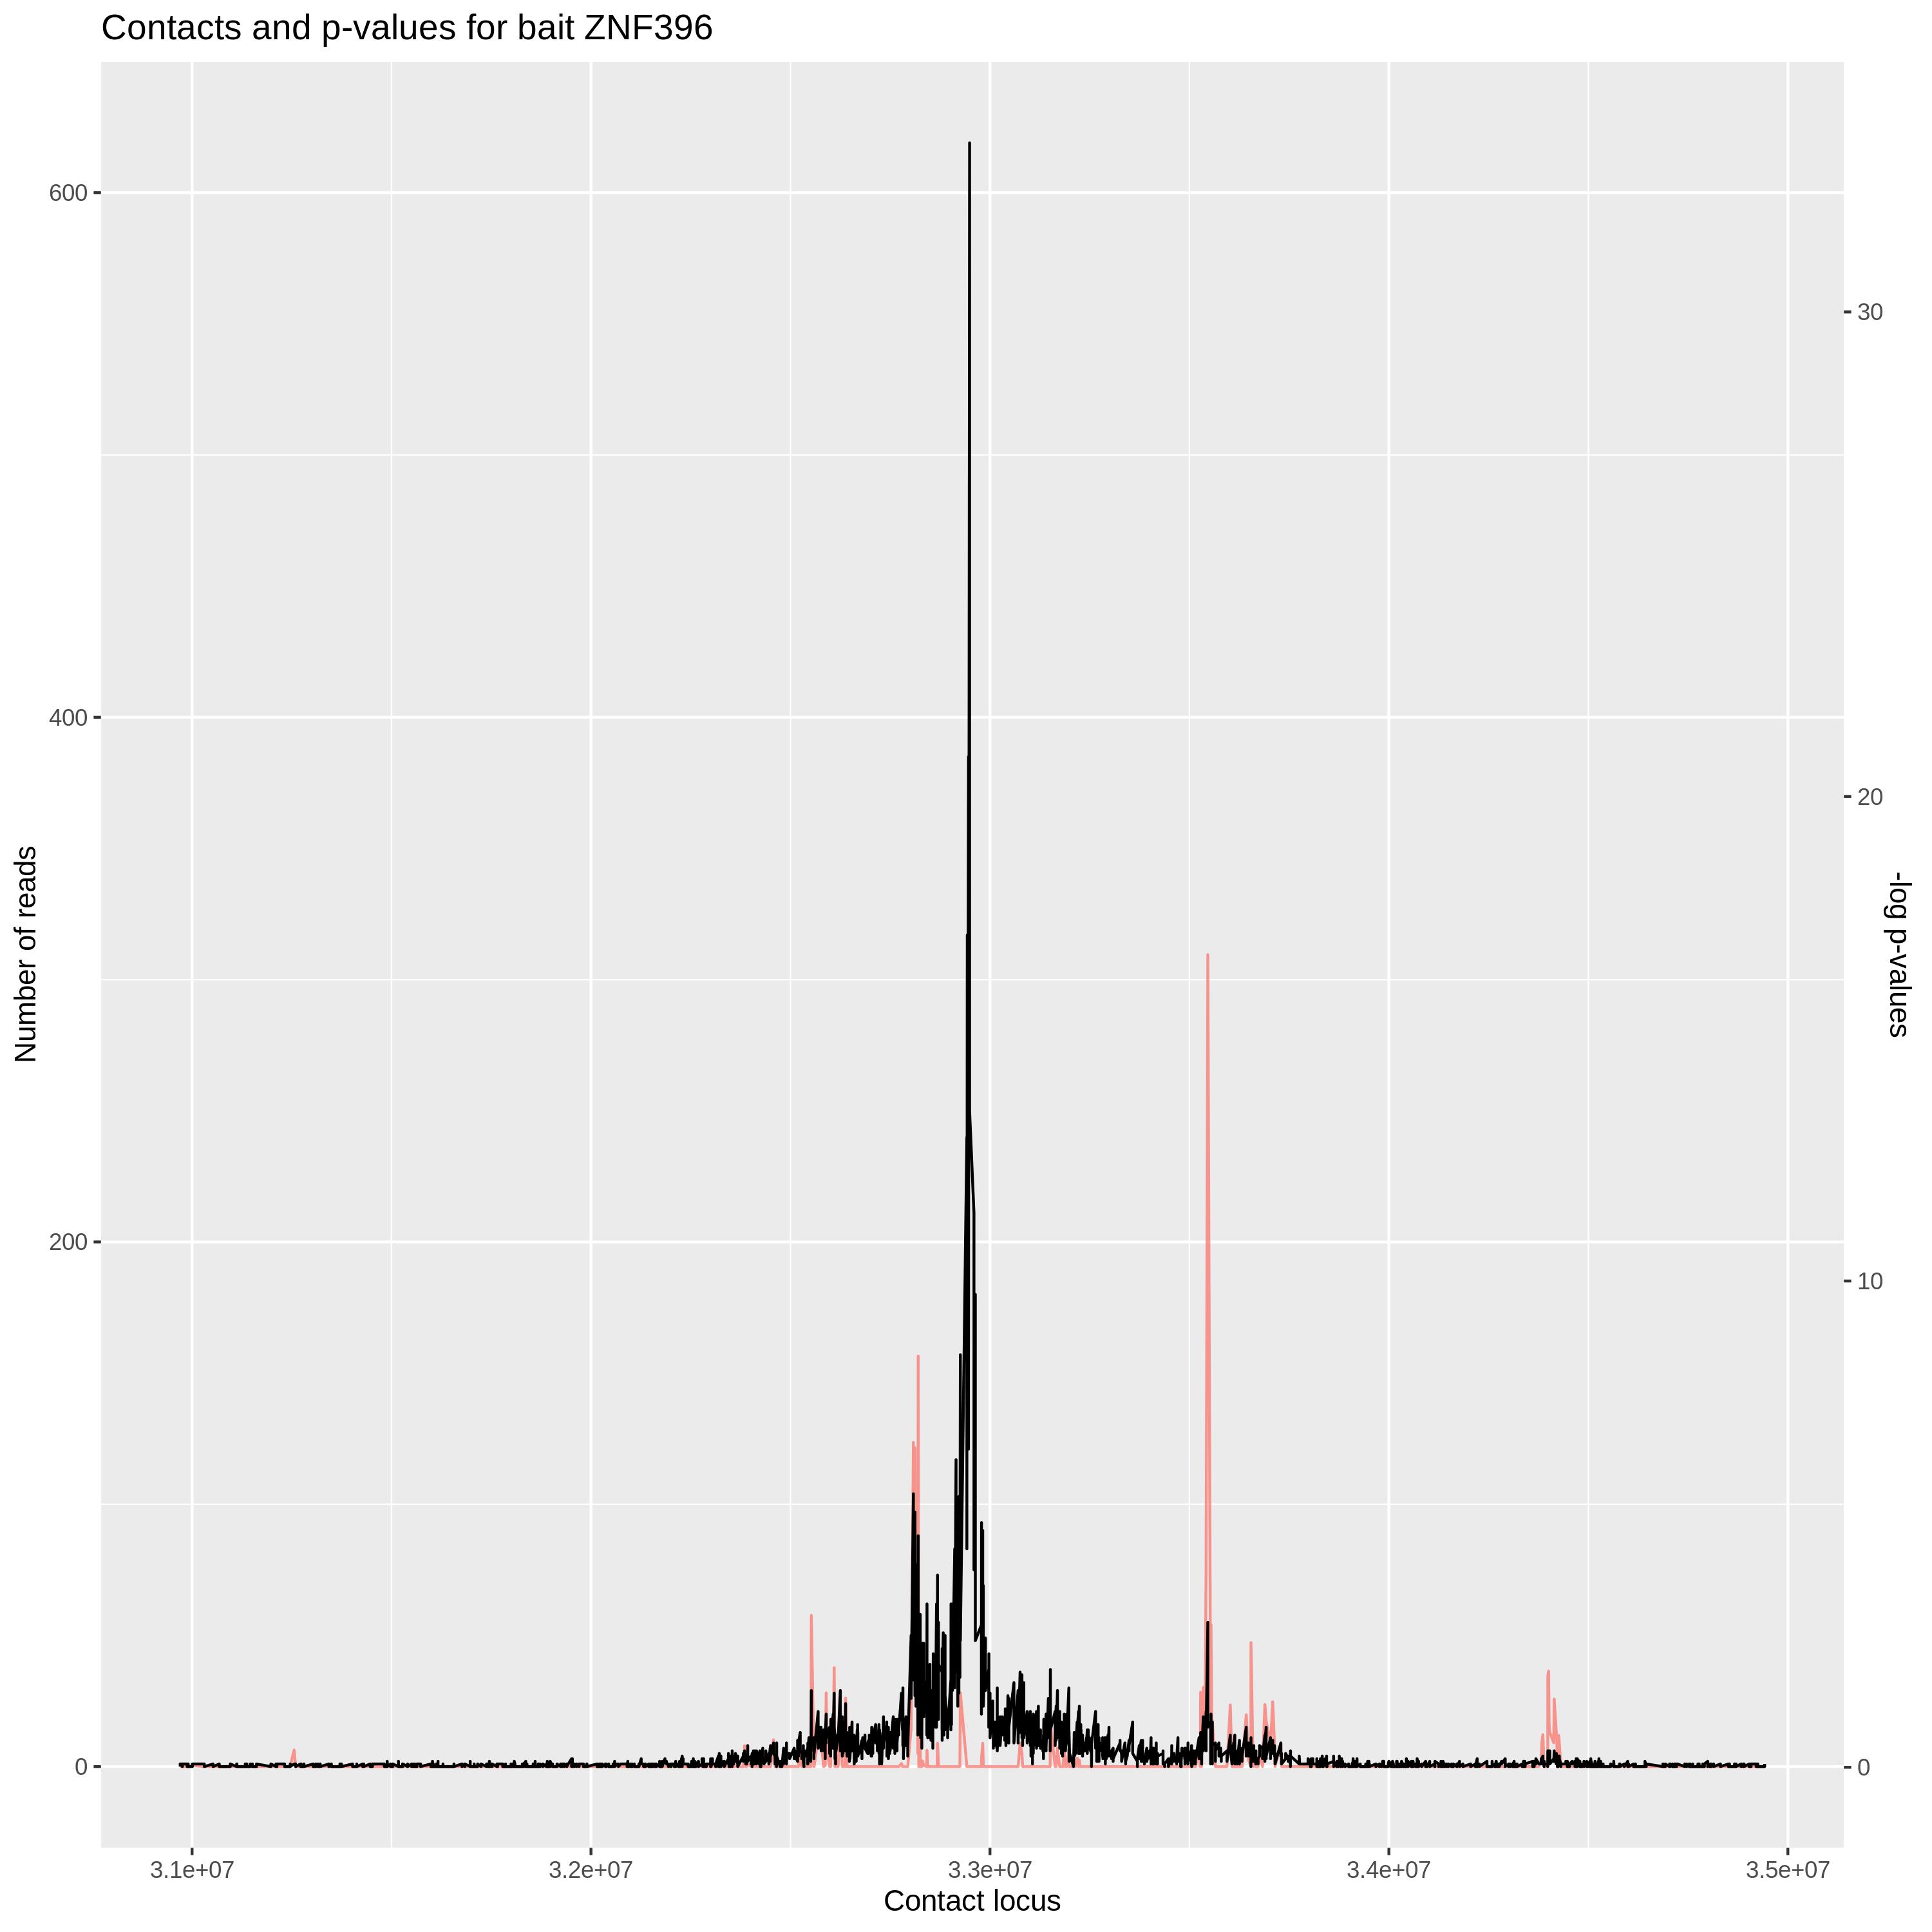 Contacts and p-values for bait ZNF396
600
400
200
0
Number of reads
30
20
10
0
-log p-values
3.1e+07 3.2e+07 3.3e+07 3.4e+07 3.5e+07
Contact locus